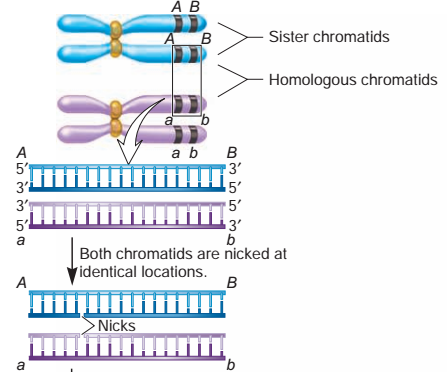 A B
Sister chromatids
A B
Homologous chromatids
a b
a b
A B
5′ 3′
3′ 5′
3′ 5′
5′ 3′
a b
Both chromatids are nicked at
identical locations.
A B
Nicks
a b